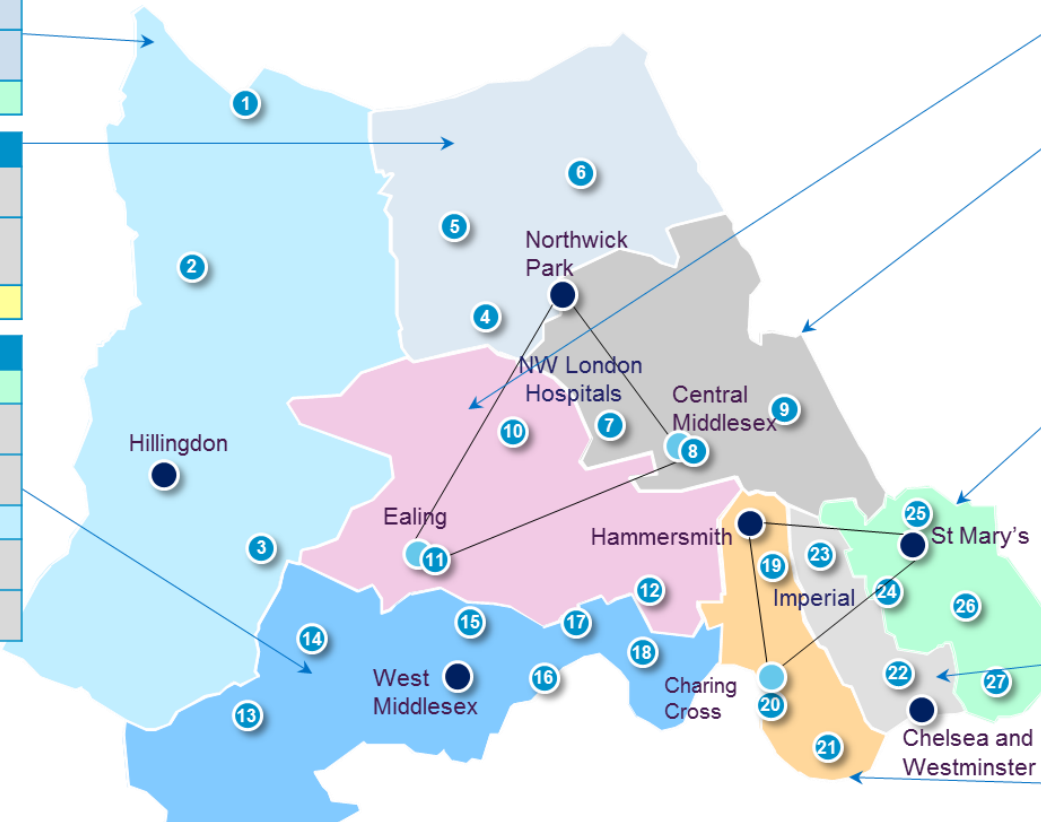 1
6
5
Northwick
Park
2
4
NW London
Hospitals
Central
Middlesex
9
7
10
8
Hillingdon
Ealing
25
Hammersmith
St Mary's
3
11
23
19
12
Imperial
24
26
15
17
14
18
West
Middlesex
16
Charing
Cross
22
27
13
20
21
Chelsea and
Westminster